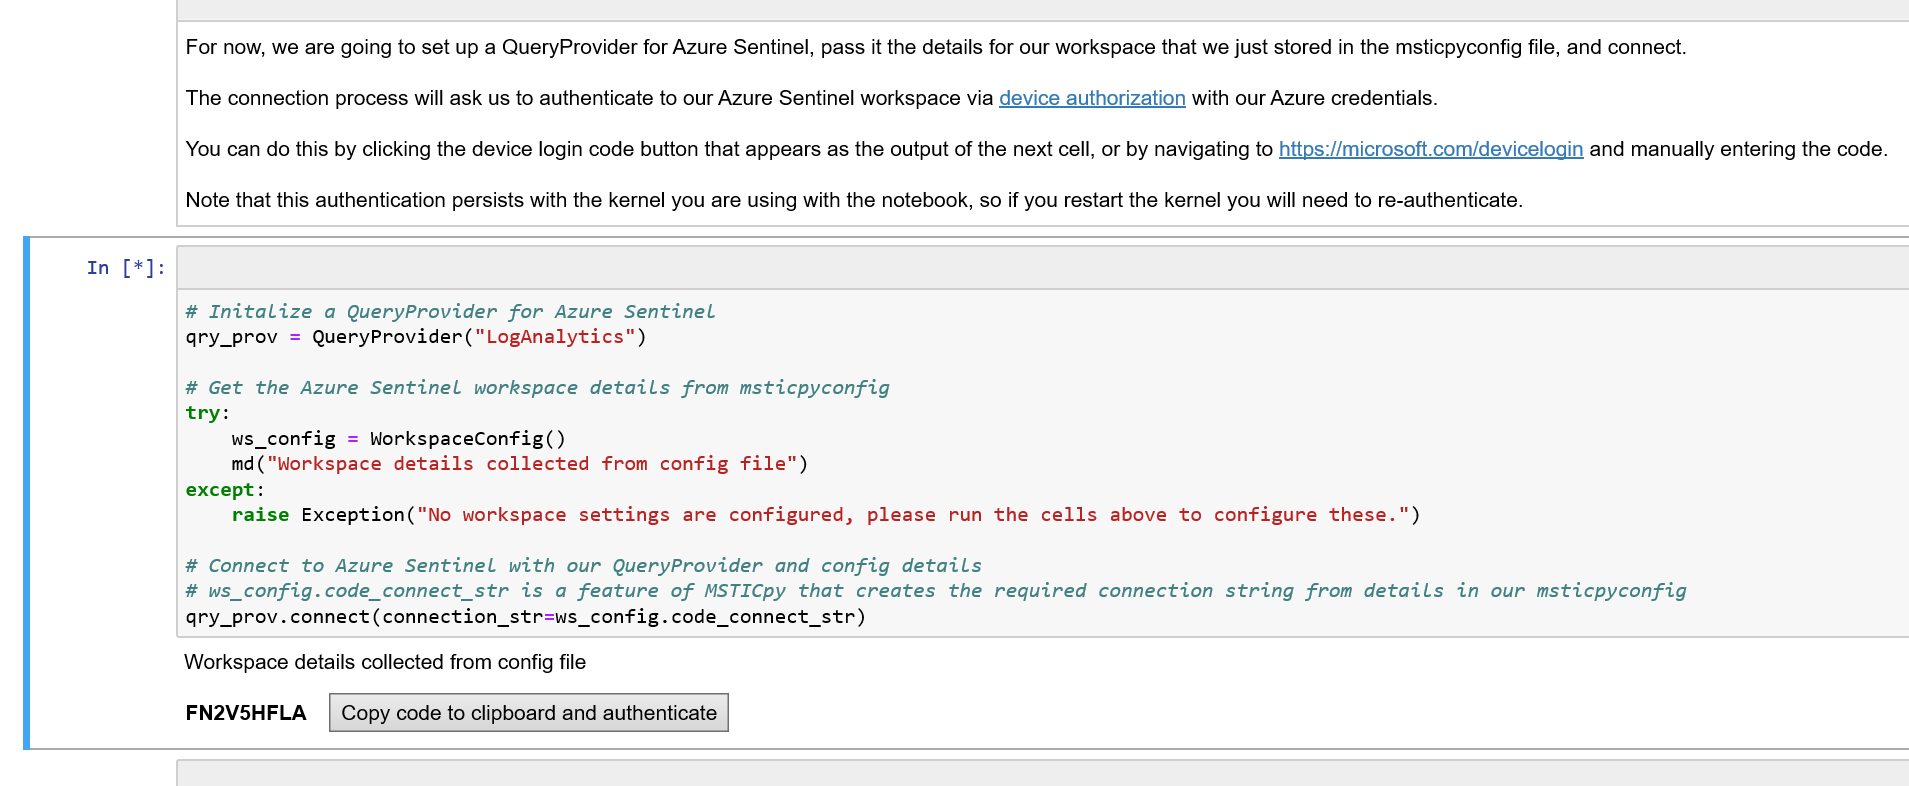 For now, we are going to set up a QueryProvider for Azure Sentinel, pass it the details for our workspace that we just stored in the msticpyconfig file, and connect.
The connection process will ask us to authenticate to our Azure Sentinel workspace via device authorization with our Azure credentials.
You can do this by clicking the device login code button that appears as the output of the next cell, or by navigating to https://microsoft.com/devicelogin and manually entering the code.
Note that this authentication persists with the kernel you are using with the notebook, so if you restart the kernel you will need to re-authenticate.
In [*]:
# Initalize a QueryProvider for Azure Sentinel
qry_prov = QueryProvider("LogAnalytics")
# Get the Azure Sentinel workspace details from msticpyconfig
try:
    ws_config = WorkspaceConfig()
    md("Workspace details collected from config file")
except:
    raise Exception("No workspace settings are configured, please run the cells above to configure these.")
# Connect to Azure Sentinel with our QueryProvider and config details
# ws_config.code_connect_str is a feature of MSTICpy that creates the required connection string from details in our msticpyconfig
qry_prov.connect(connection_str=ws_config.code_connect_str)
Workspace details collected from config file
FN2V5HFLA Copy code to clipboard and authenticate